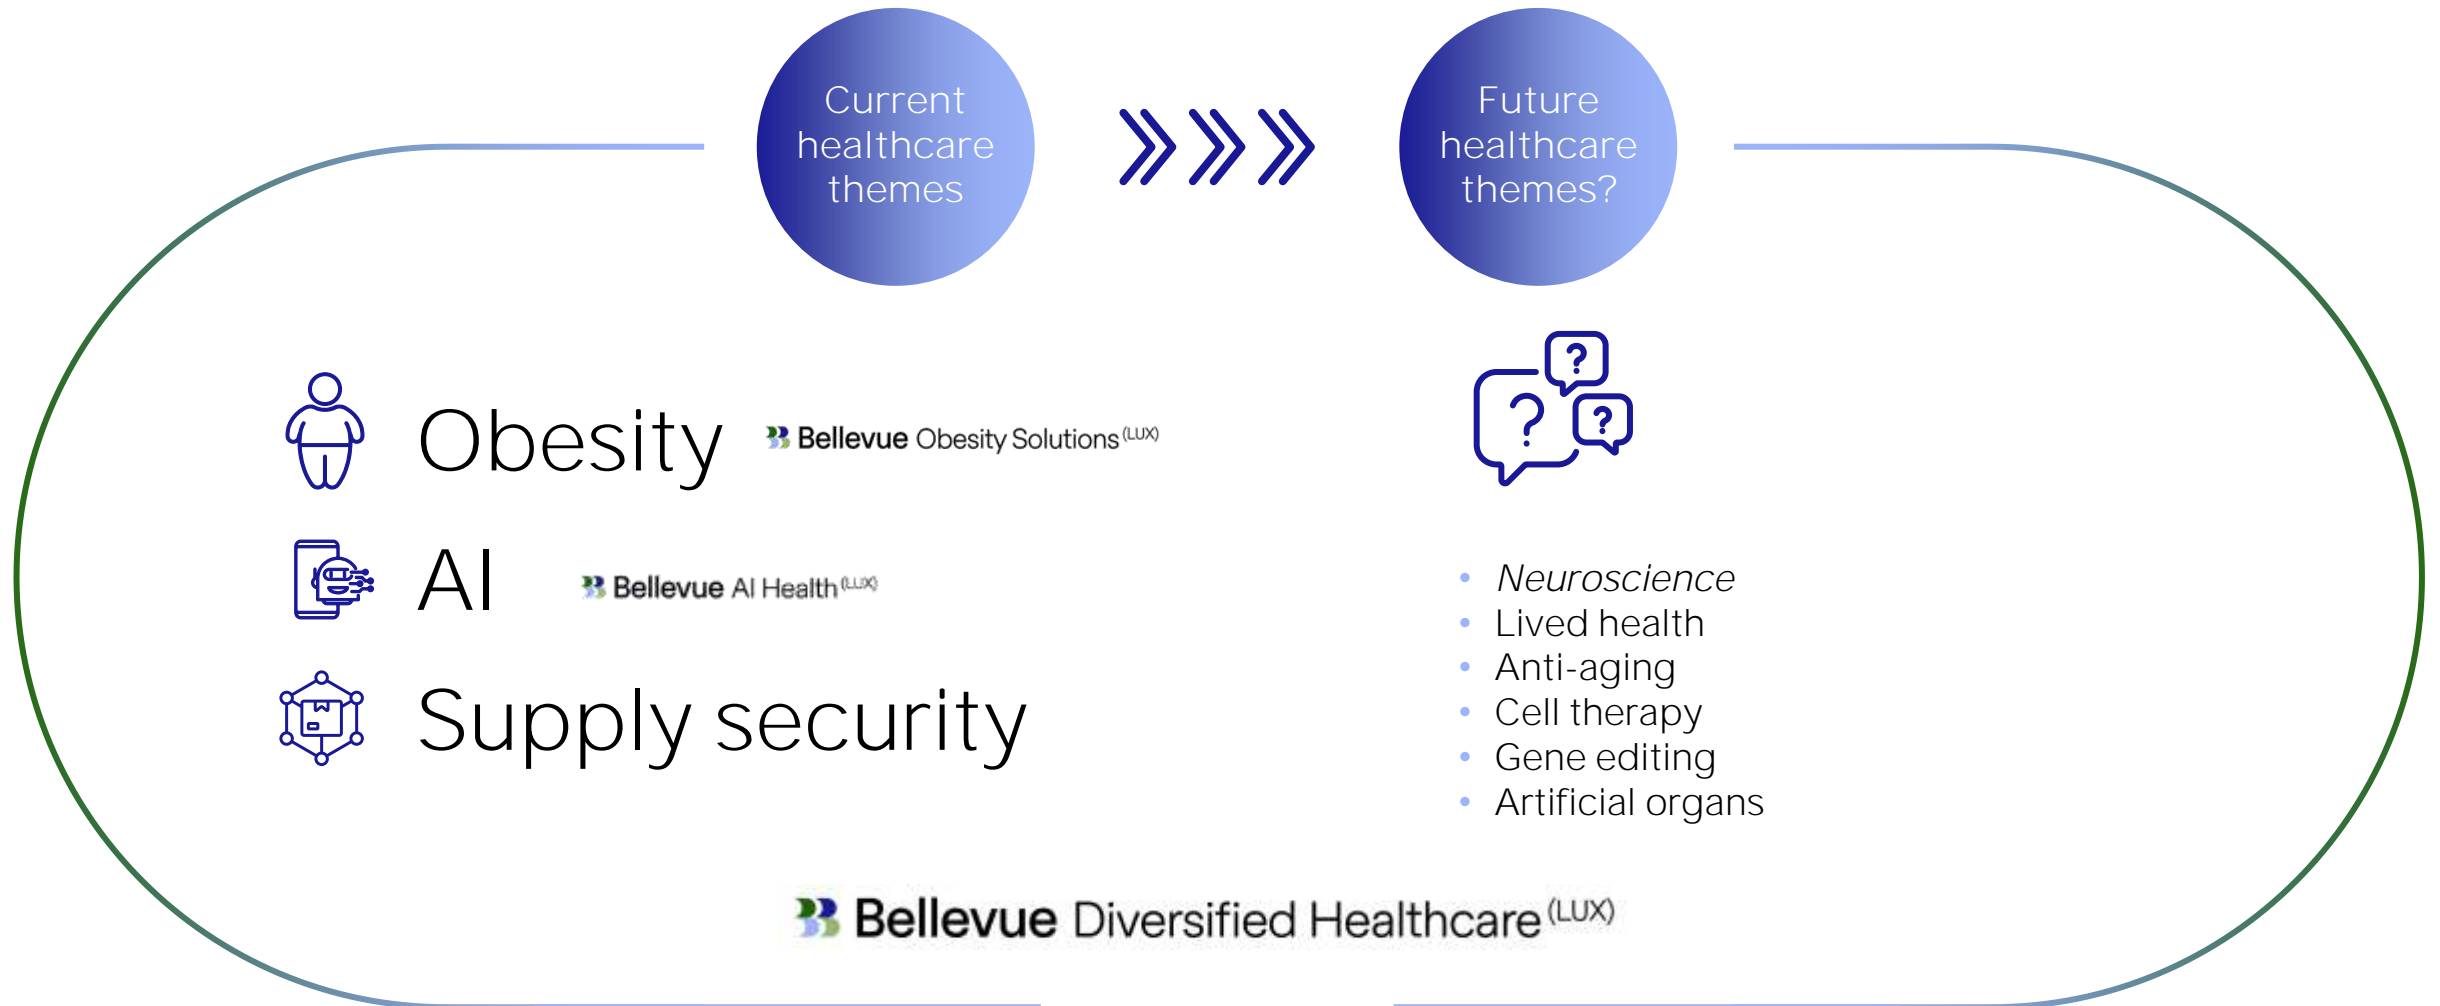 Current
healthcare
themes
Future
healthcare
themes?
Obesity
Bellevue Obesity Solutions (LUX)
AI
Bellevue AI Health (LUX)
Supply security
? ? ?
• Neuroscience
• Lived health
• Anti-aging
• Cell therapy
• Gene editing
• Artificial organs
Bellevue Diversified Healthcare (LUX)